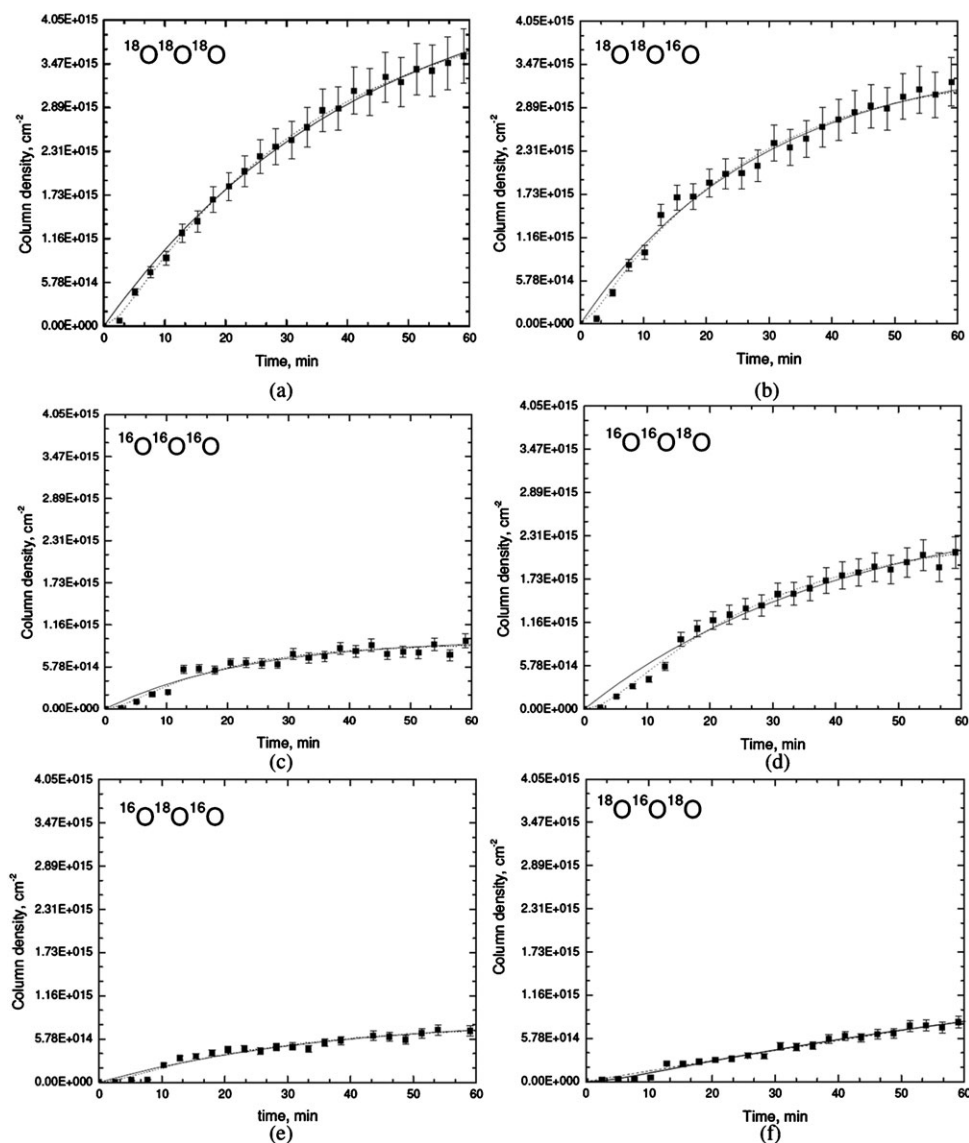 4.05E+015
3.47E+015
2.89E+015
2.31E+015
1.73E+015
1.16E+015
5.78E+014
0.00E+000
Column density, cm⁻²
¹⁸O¹⁸O¹⁸O
0 10 20 30 40 50 60
Time, min
(a)
4.05E+015
3.47E+015
2.89E+015
2.31E+015
1.73E+015
1.16E+015
5.78E+014
0.00E+000
Column density, cm⁻²
¹⁸O¹⁸O¹⁶O
0 10 20 30 40 50 60
Time, min
(b)
4.05E+015
3.47E+015
2.89E+015
2.31E+015
1.73E+015
1.16E+015
5.78E+014
0.00E+000
Column density, cm⁻²
¹⁶O¹⁶O¹⁶O
0 10 20 30 40 50 60
Time, min
(c)
4.05E+015
3.47E+015
2.89E+015
2.31E+015
1.73E+015
1.16E+015
5.78E+014
0.00E+000
Column density, cm⁻²
¹⁶O¹⁶O¹⁸O
0 10 20 30 40 50 60
Time, min
(d)
4.05E+015
3.47E+015
2.89E+015
2.31E+015
1.73E+015
1.16E+015
5.78E+014
0.00E+000
Column density, cm⁻²
¹⁶O¹⁸O¹⁶O
0 10 20 30 40 50 60
time, min
(e)
4.05E+015
3.47E+015
2.89E+015
2.31E+015
1.73E+015
1.16E+015
5.78E+014
0.00E+000
Column density, cm⁻²
¹⁸O¹⁶O¹⁸O
0 10 20 30 40 50 60
Time, min
(f)